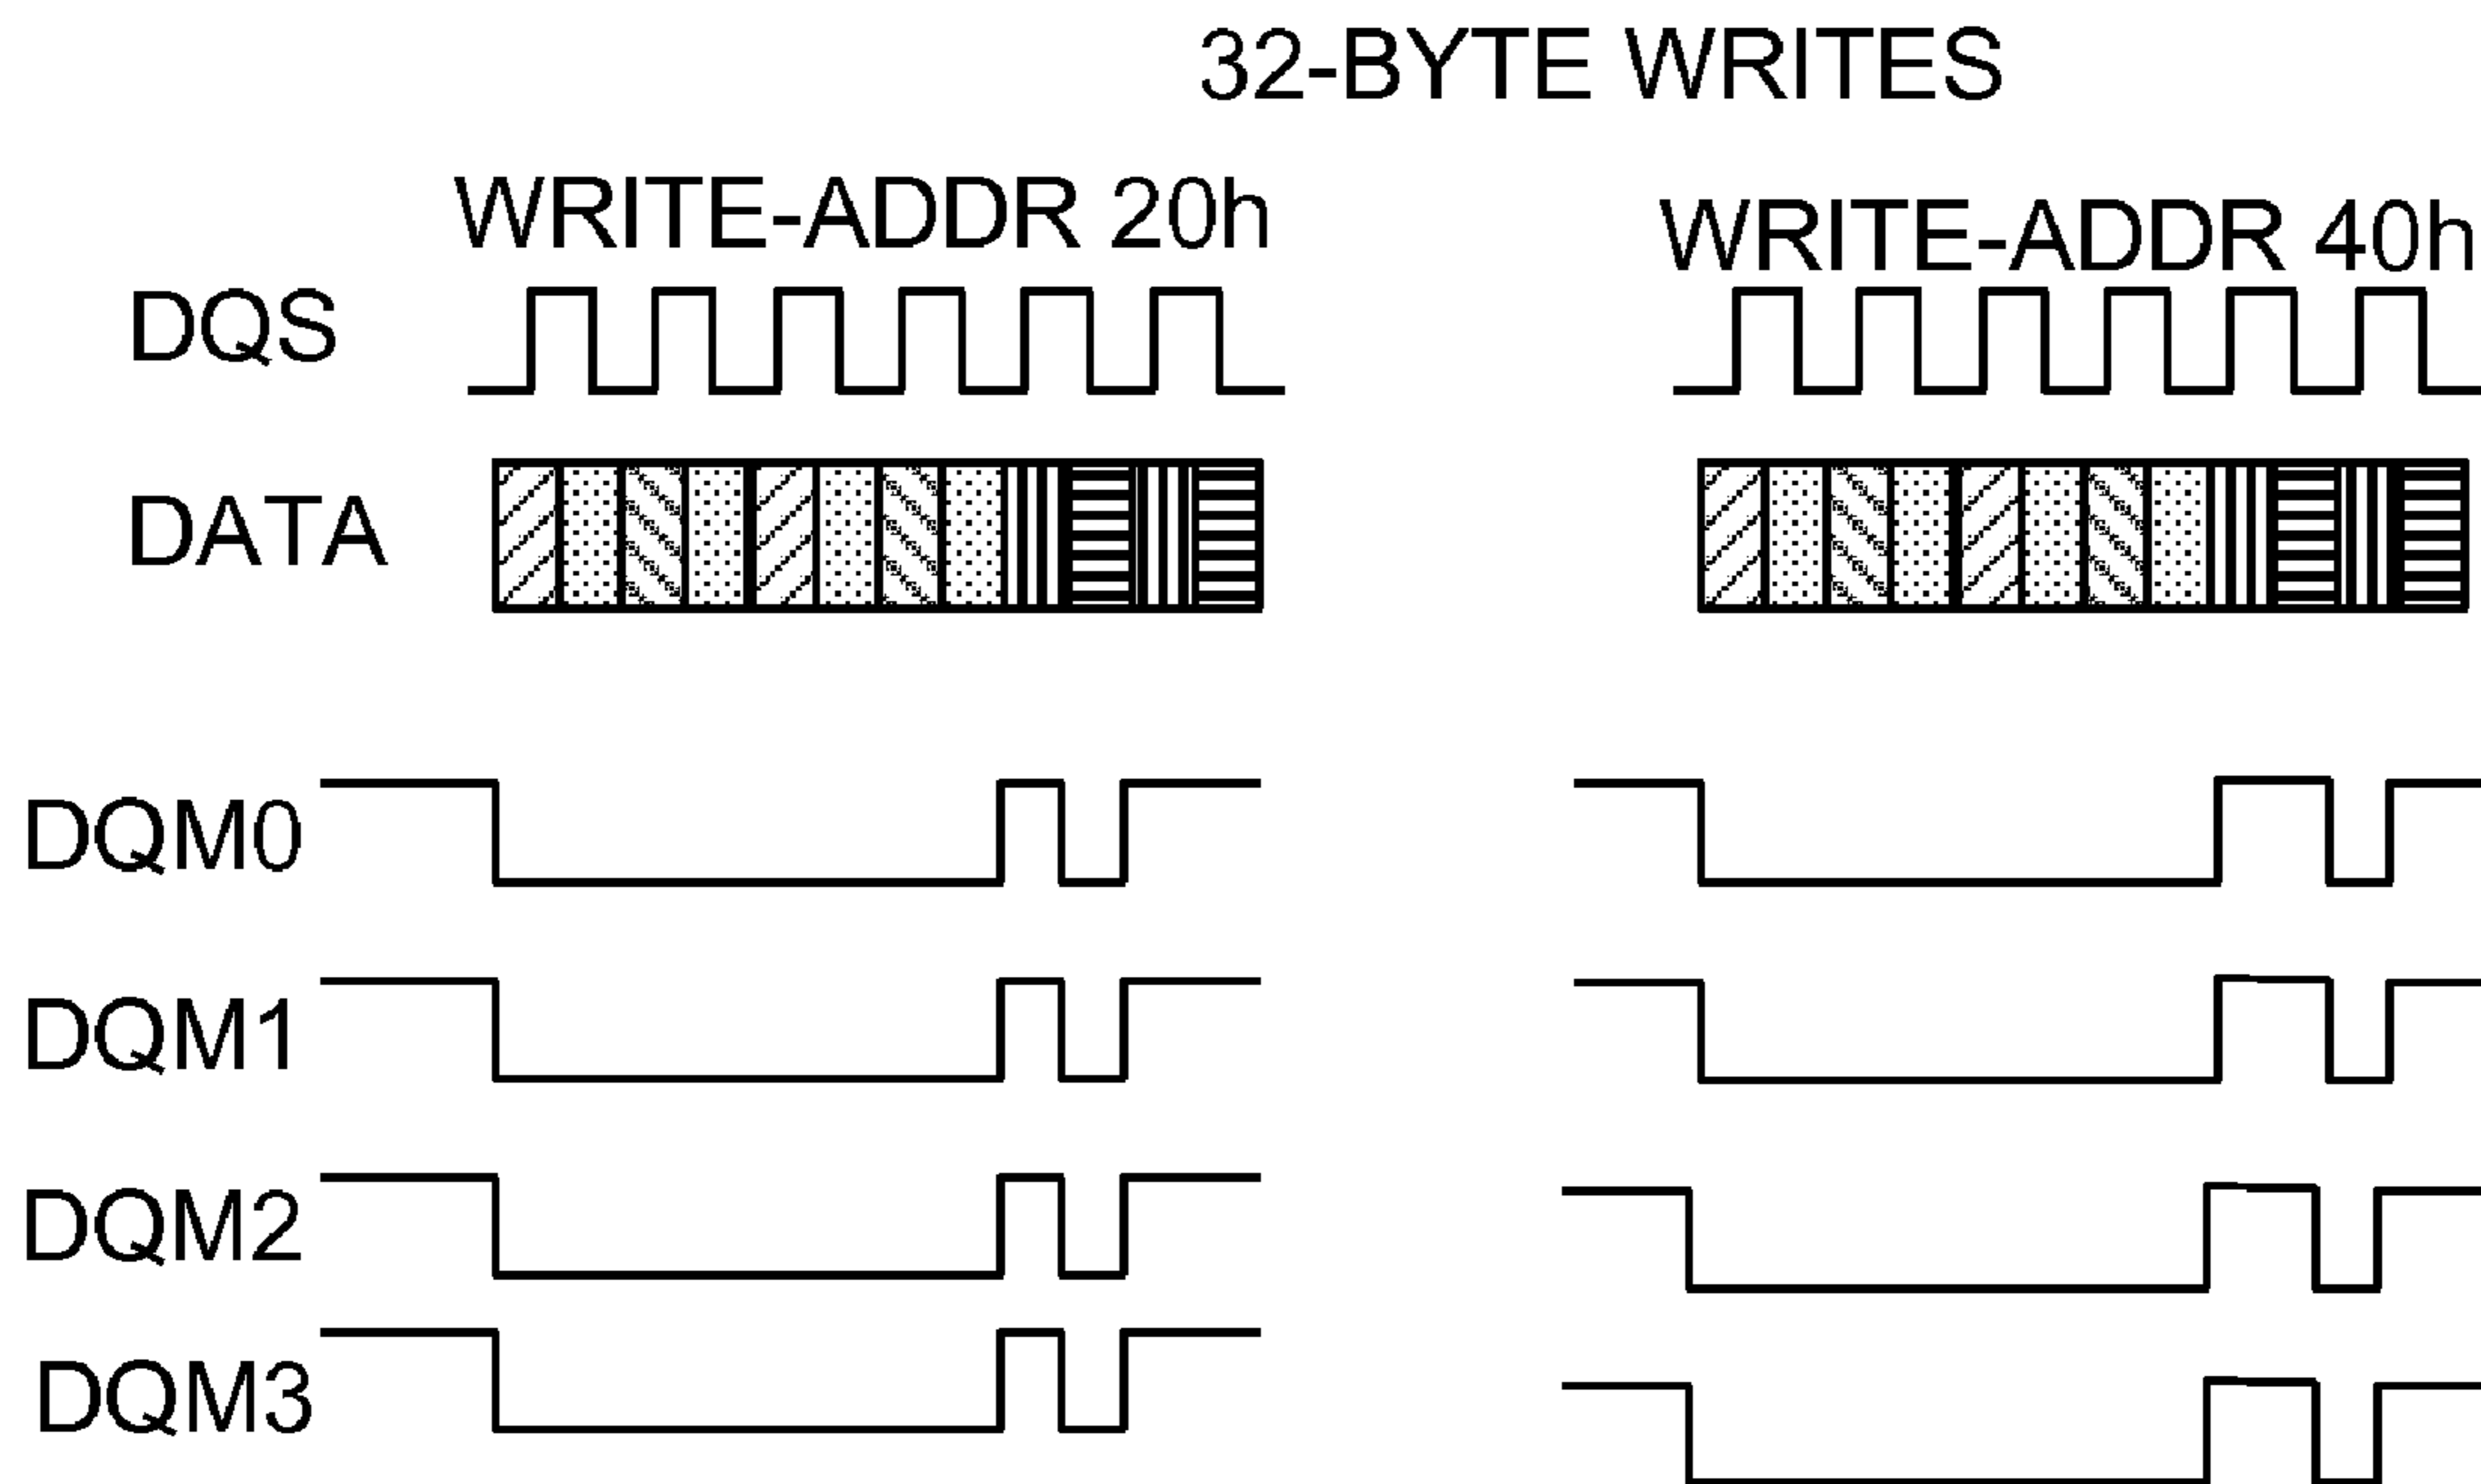 32-BYTE WRITES
WRITE-ADDR 20h
WRITE-ADDR 40h
DQS
DATA
DQM0
DQM1
DQM2
DQM3